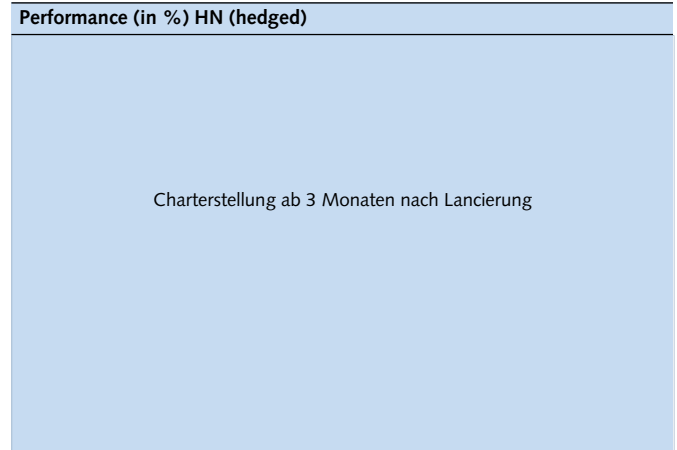 Performance (in %) HN (hedged)
Charterstellung ab 3 Monaten nach Lancierung